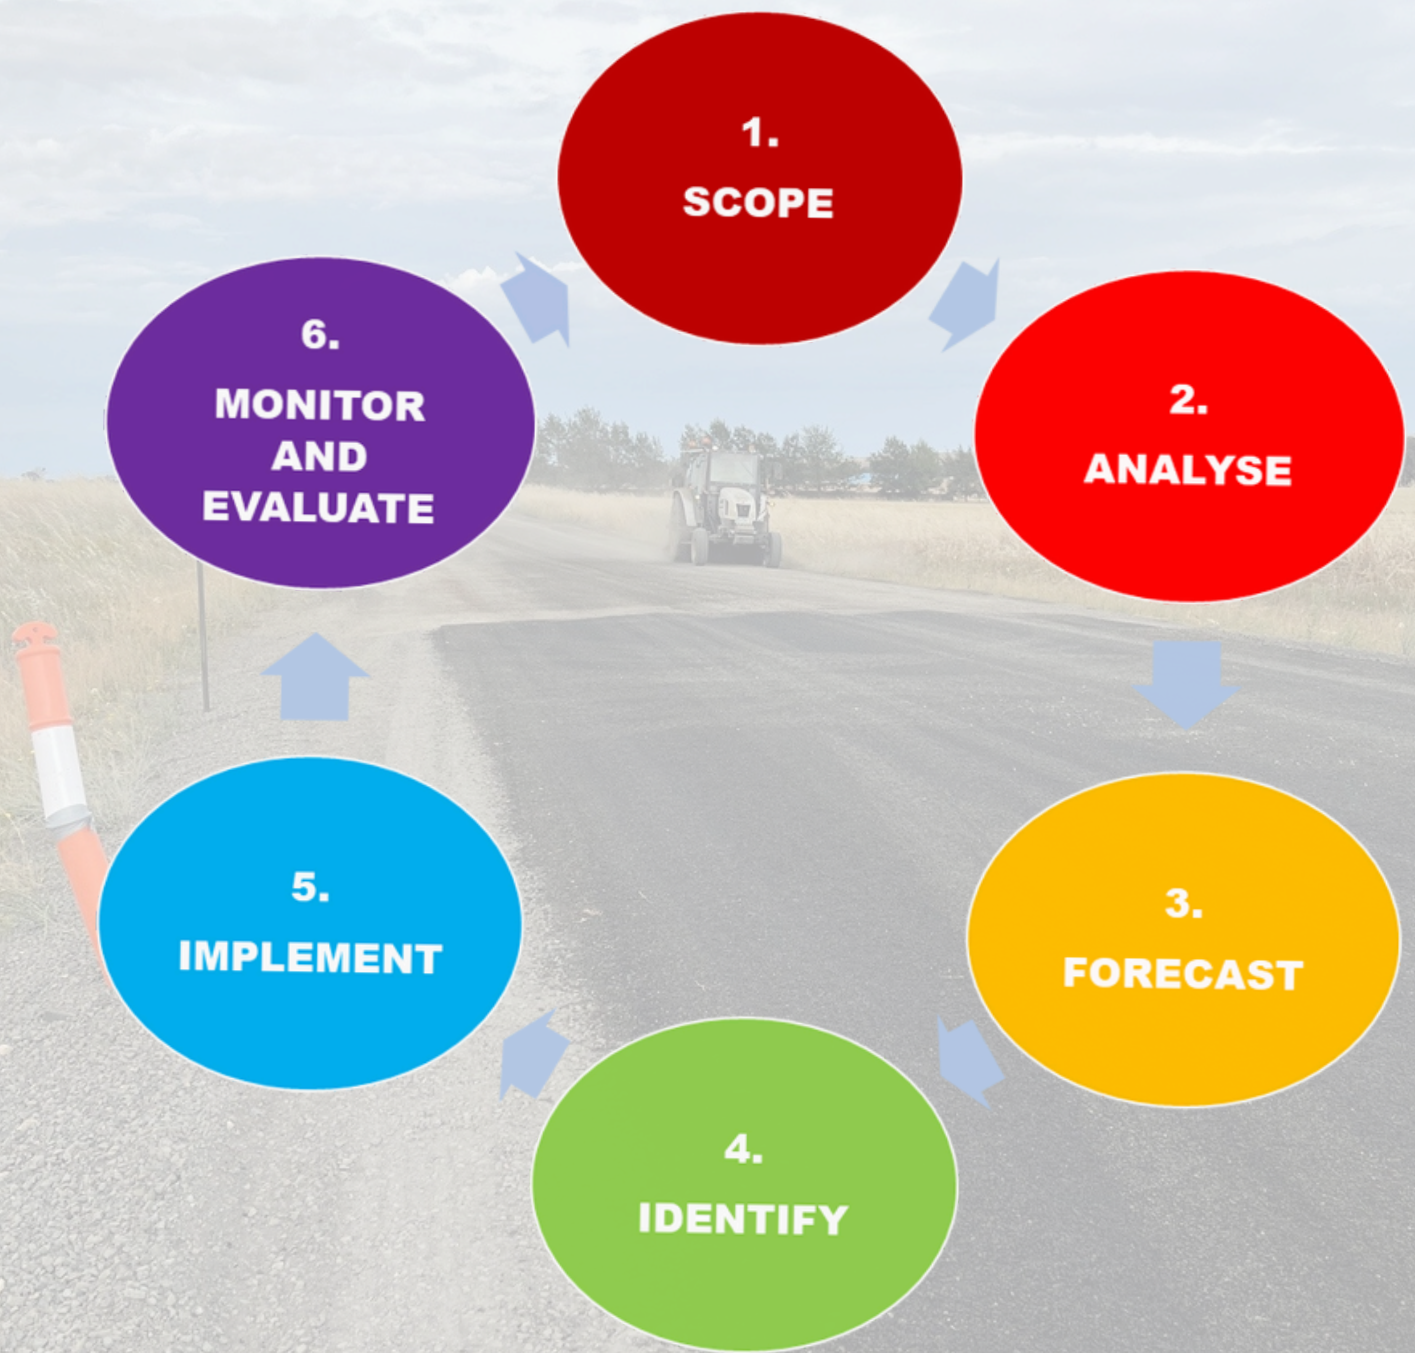 1.
SCOPE
2.
ANALYSE
3.
FORECAST
4.
IDENTIFY
5.
IMPLEMENT
6.
MONITOR
AND
EVALUATE